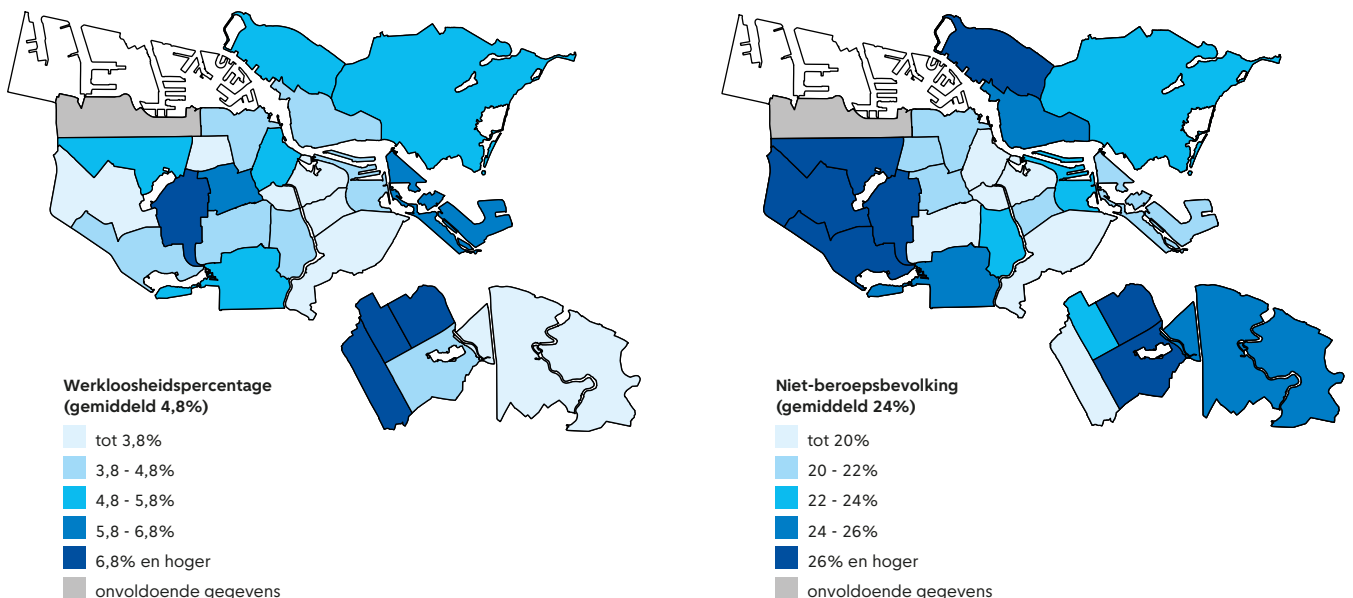 Werkloosheidspercentage
(gemiddeld 4,8%)
tot 3,8%
3,8 - 4,8%
4,8 - 5,8%
5,8 - 6,8%
6,8% en hoger
onvoldoende gegevens
Niet-beroepsbevolking
(gemiddeld 24%)
tot 20%
20 - 22%
22 - 24%
24 - 26%
26% en hoger
onvoldoende gegevens